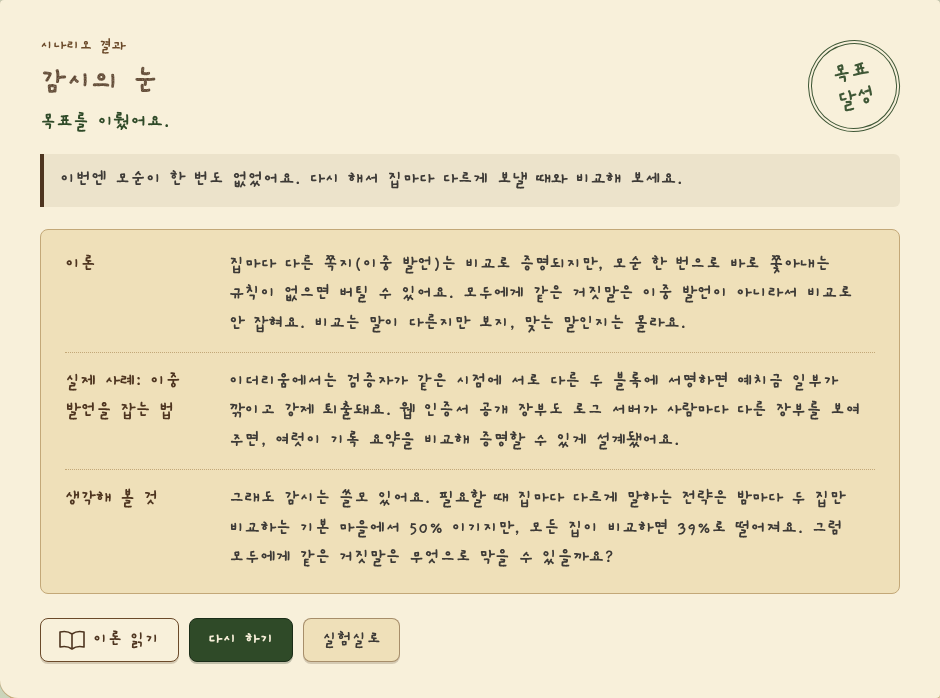 시나리오 결과
감시의 눈
목표를 이뤘어요.
목표
달성
이번엔 모순이 한 번도 없었어요. 다시 해서 집마다 다르게 보낼 때와 비교해 보세요.
이론
집마다 다른 쪽지(이중 발언)는 비교로 증명되지만, 모순 한 번으로 바로 쫓아내는
규칙이 없으면 버틸 수 있어요. 모두에게 같은 거짓말은 이중 발언이 아니라서 비교로
안 잡혀요. 비교는 말이 다른지만 보지, 맞는 말인지는 몰라요.
실제 사례: 이중
발언을 잡는 법
이더리움에서는 검증자가 같은 시점에 서로 다른 두 블록에 서명하면 예치금 일부가
깎이고 강제 퇴출돼요. 웹 인증서 공개 장부도 로그 서버가 사람마다 다른 장부를 보여
주면, 여럿이 기록 요약을 비교해 증명할 수 있게 설계됐어요.
생각해 볼 것
그래도 감시는 쓸모 있어요. 필요할 때 집마다 다르게 말하는 전략은 밤마다 두 집만
비교하는 기본 마을에서 50% 이기지만, 모든 집이 비교하면 39%로 떨어져요. 그럼
모두에게 같은 거짓말은 무엇으로 막을 수 있을까요?
이론 읽기
다시 하기
실험실로